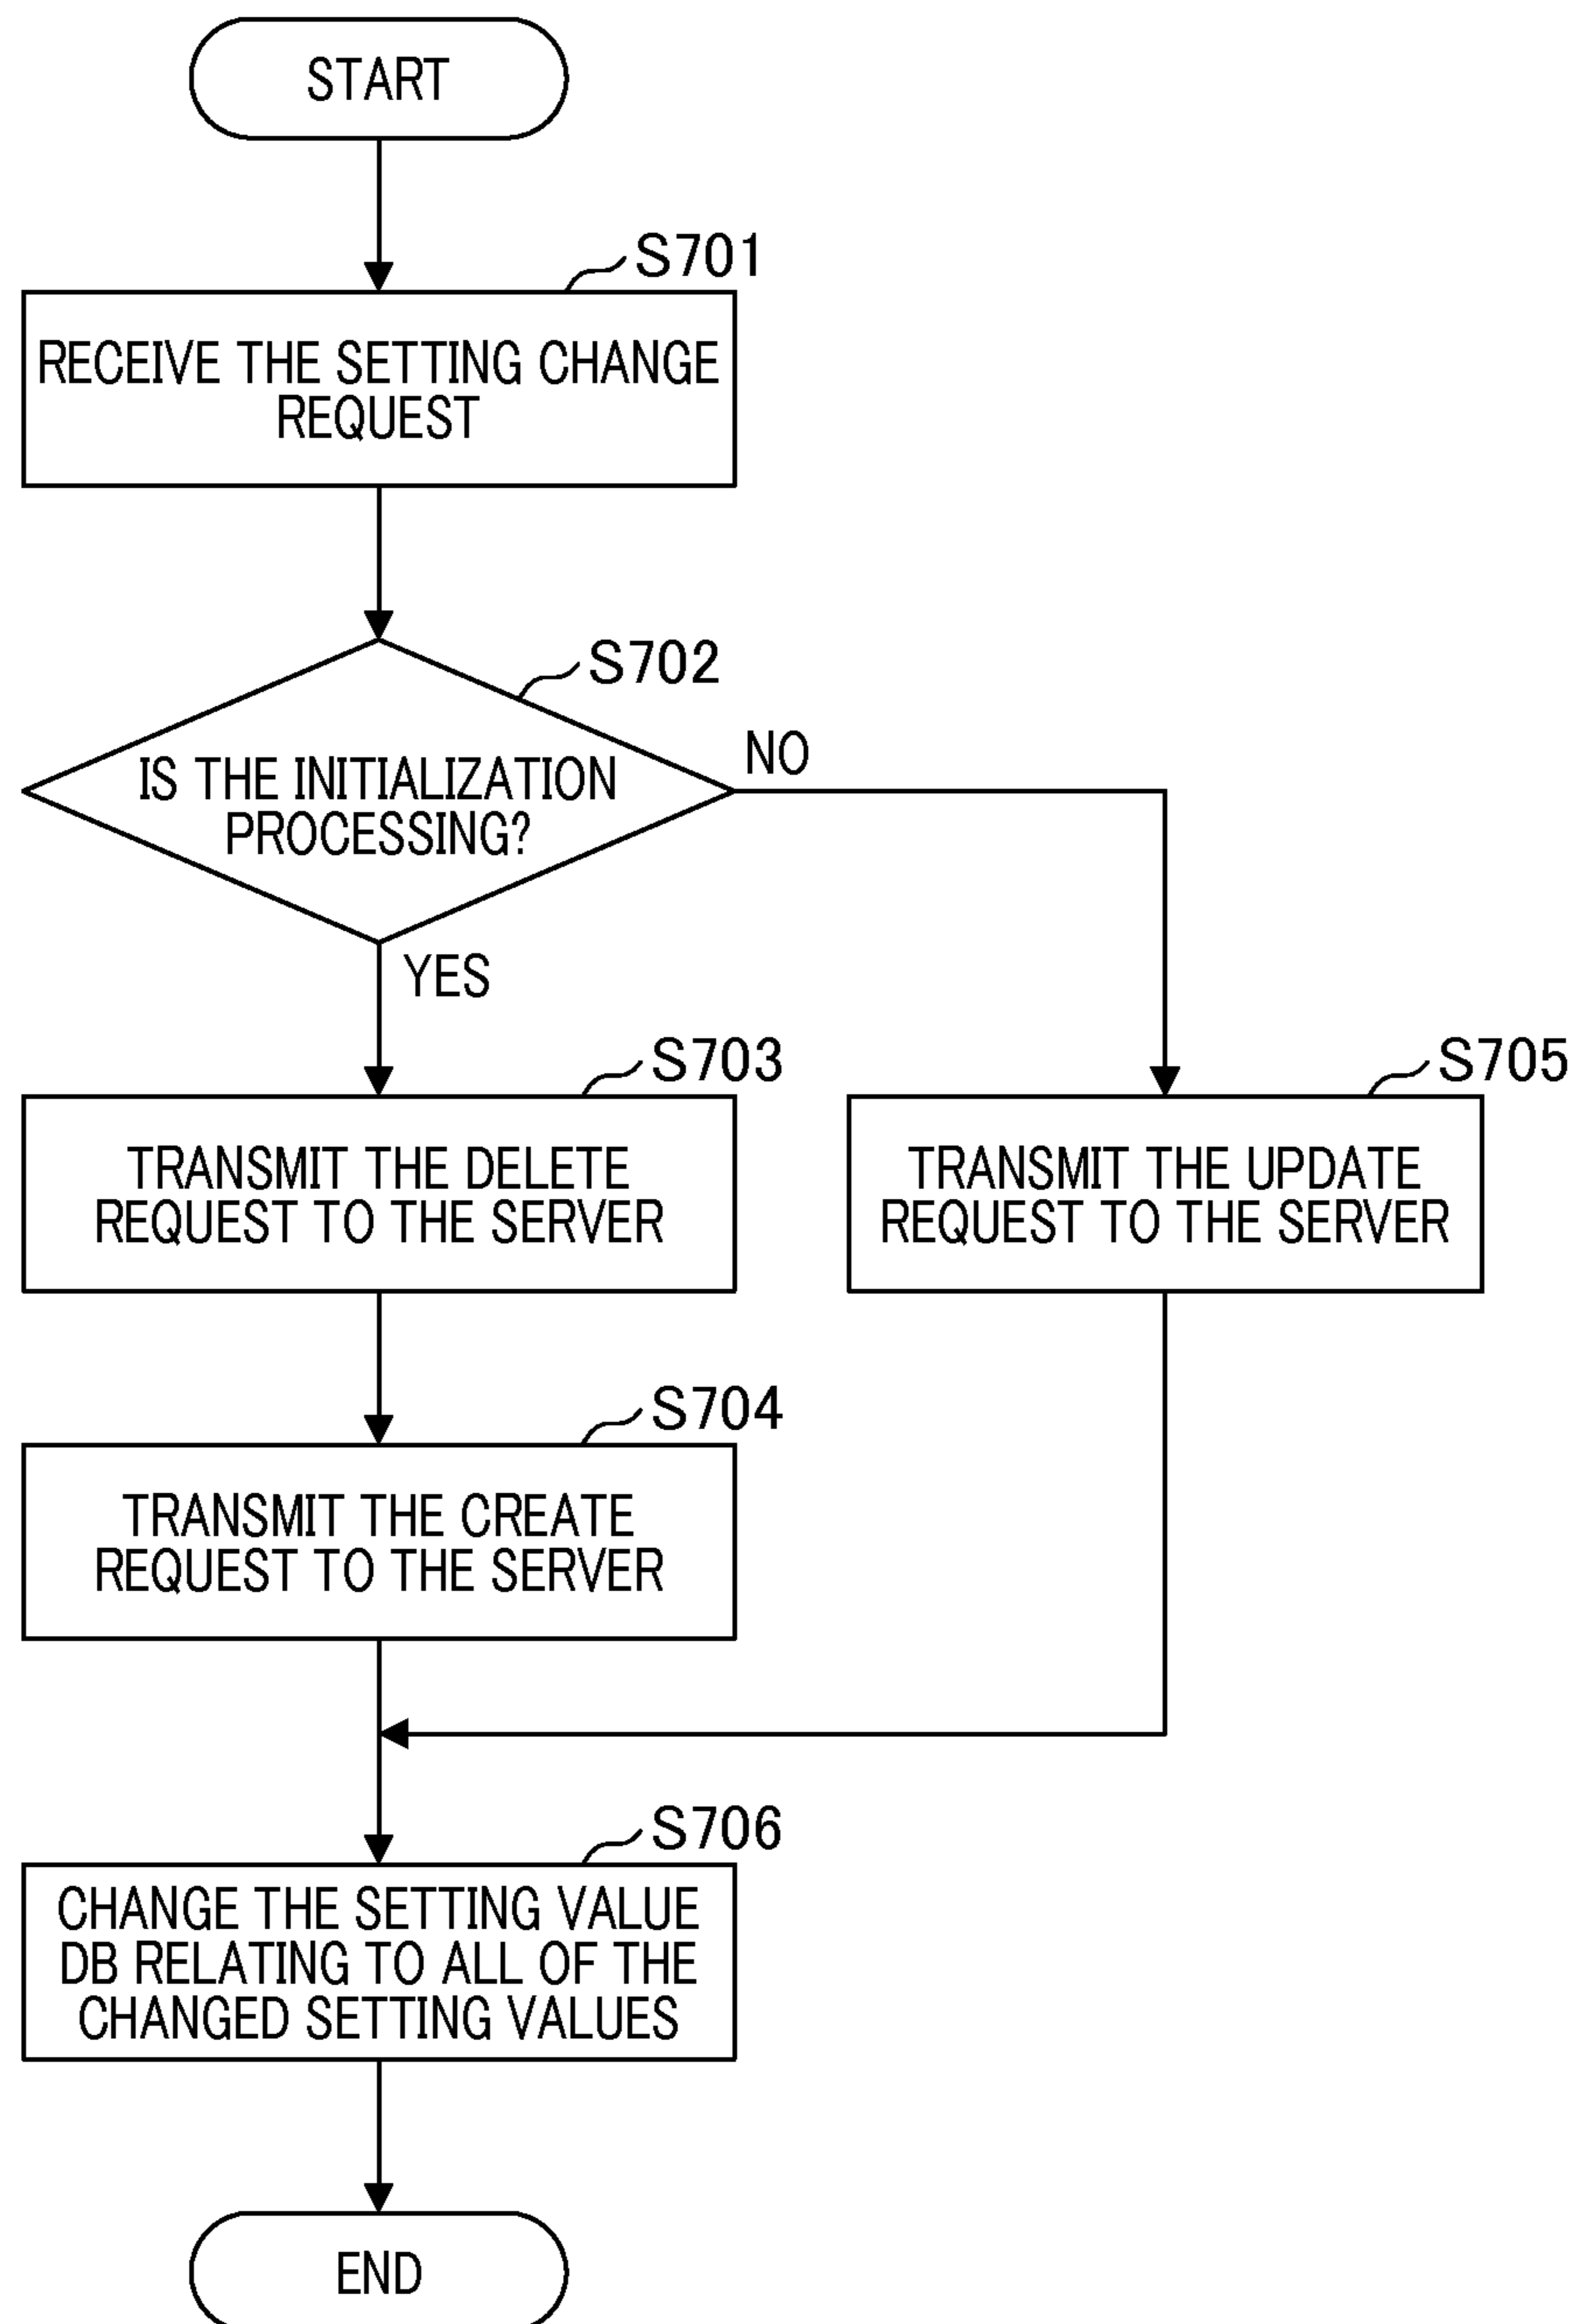 START
S701
RECEIVE THE SETTING CHANGE
REQUEST
S702
IS THE INITIALIZATION
PROCESSING?
NO
YES
S703
TRANSMIT THE DELETE
REQUEST TO THE SERVER
S705
TRANSMIT THE UPDATE
REQUEST TO THE SERVER
S704
TRANSMIT THE CREATE
REQUEST TO THE SERVER
S706
CHANGE THE SETTING VALUE
DB RELATING TO ALL OF THE
CHANGED SETTING VALUES
END